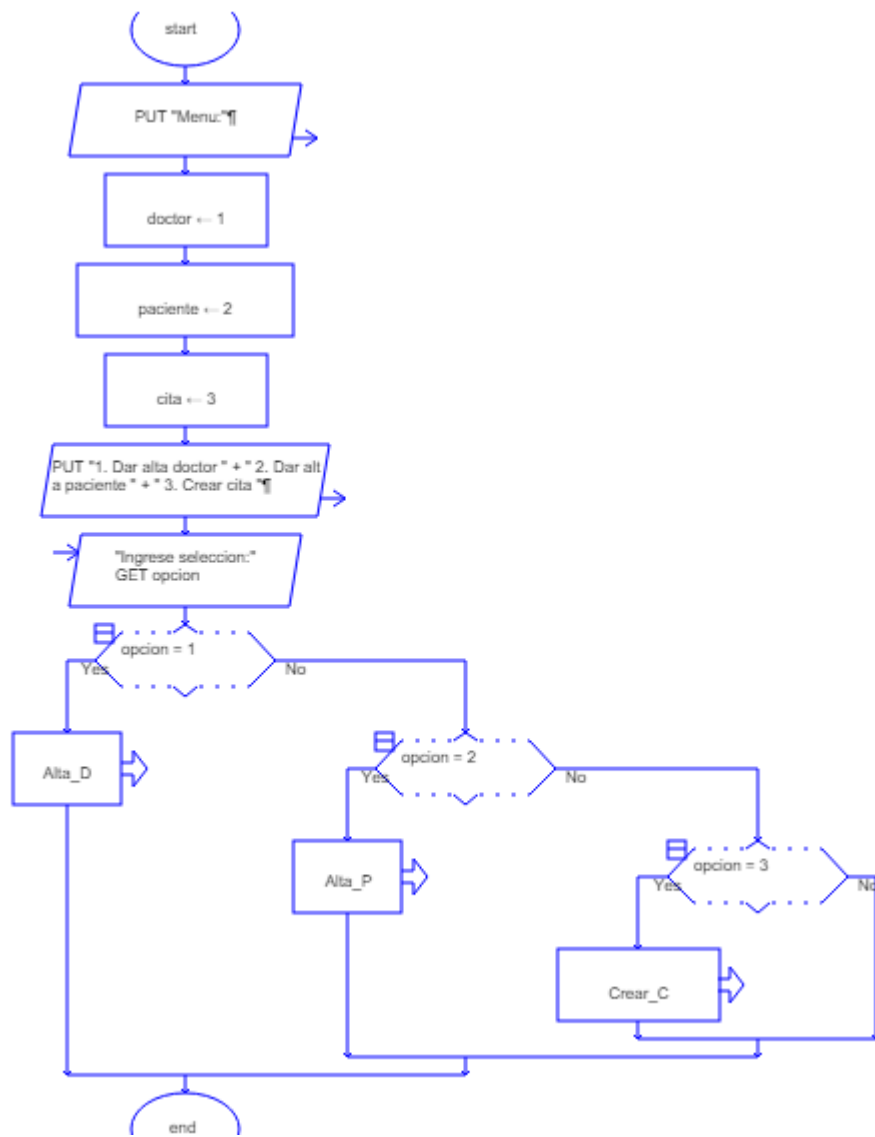 start
PUT "Menu:"¶
doctor ← 1
paciente ← 2
cita ← 3
PUT "1. Dar alta doctor " + " 2. Dar alt
a paciente " + " 3. Crear cita "¶
"Ingrese seleccion:"
GET opcion
opcion = 1
Yes
No
Alta_D
opcion = 2
Yes
No
Alta_P
opcion = 3
Yes
No
Crear_C
end